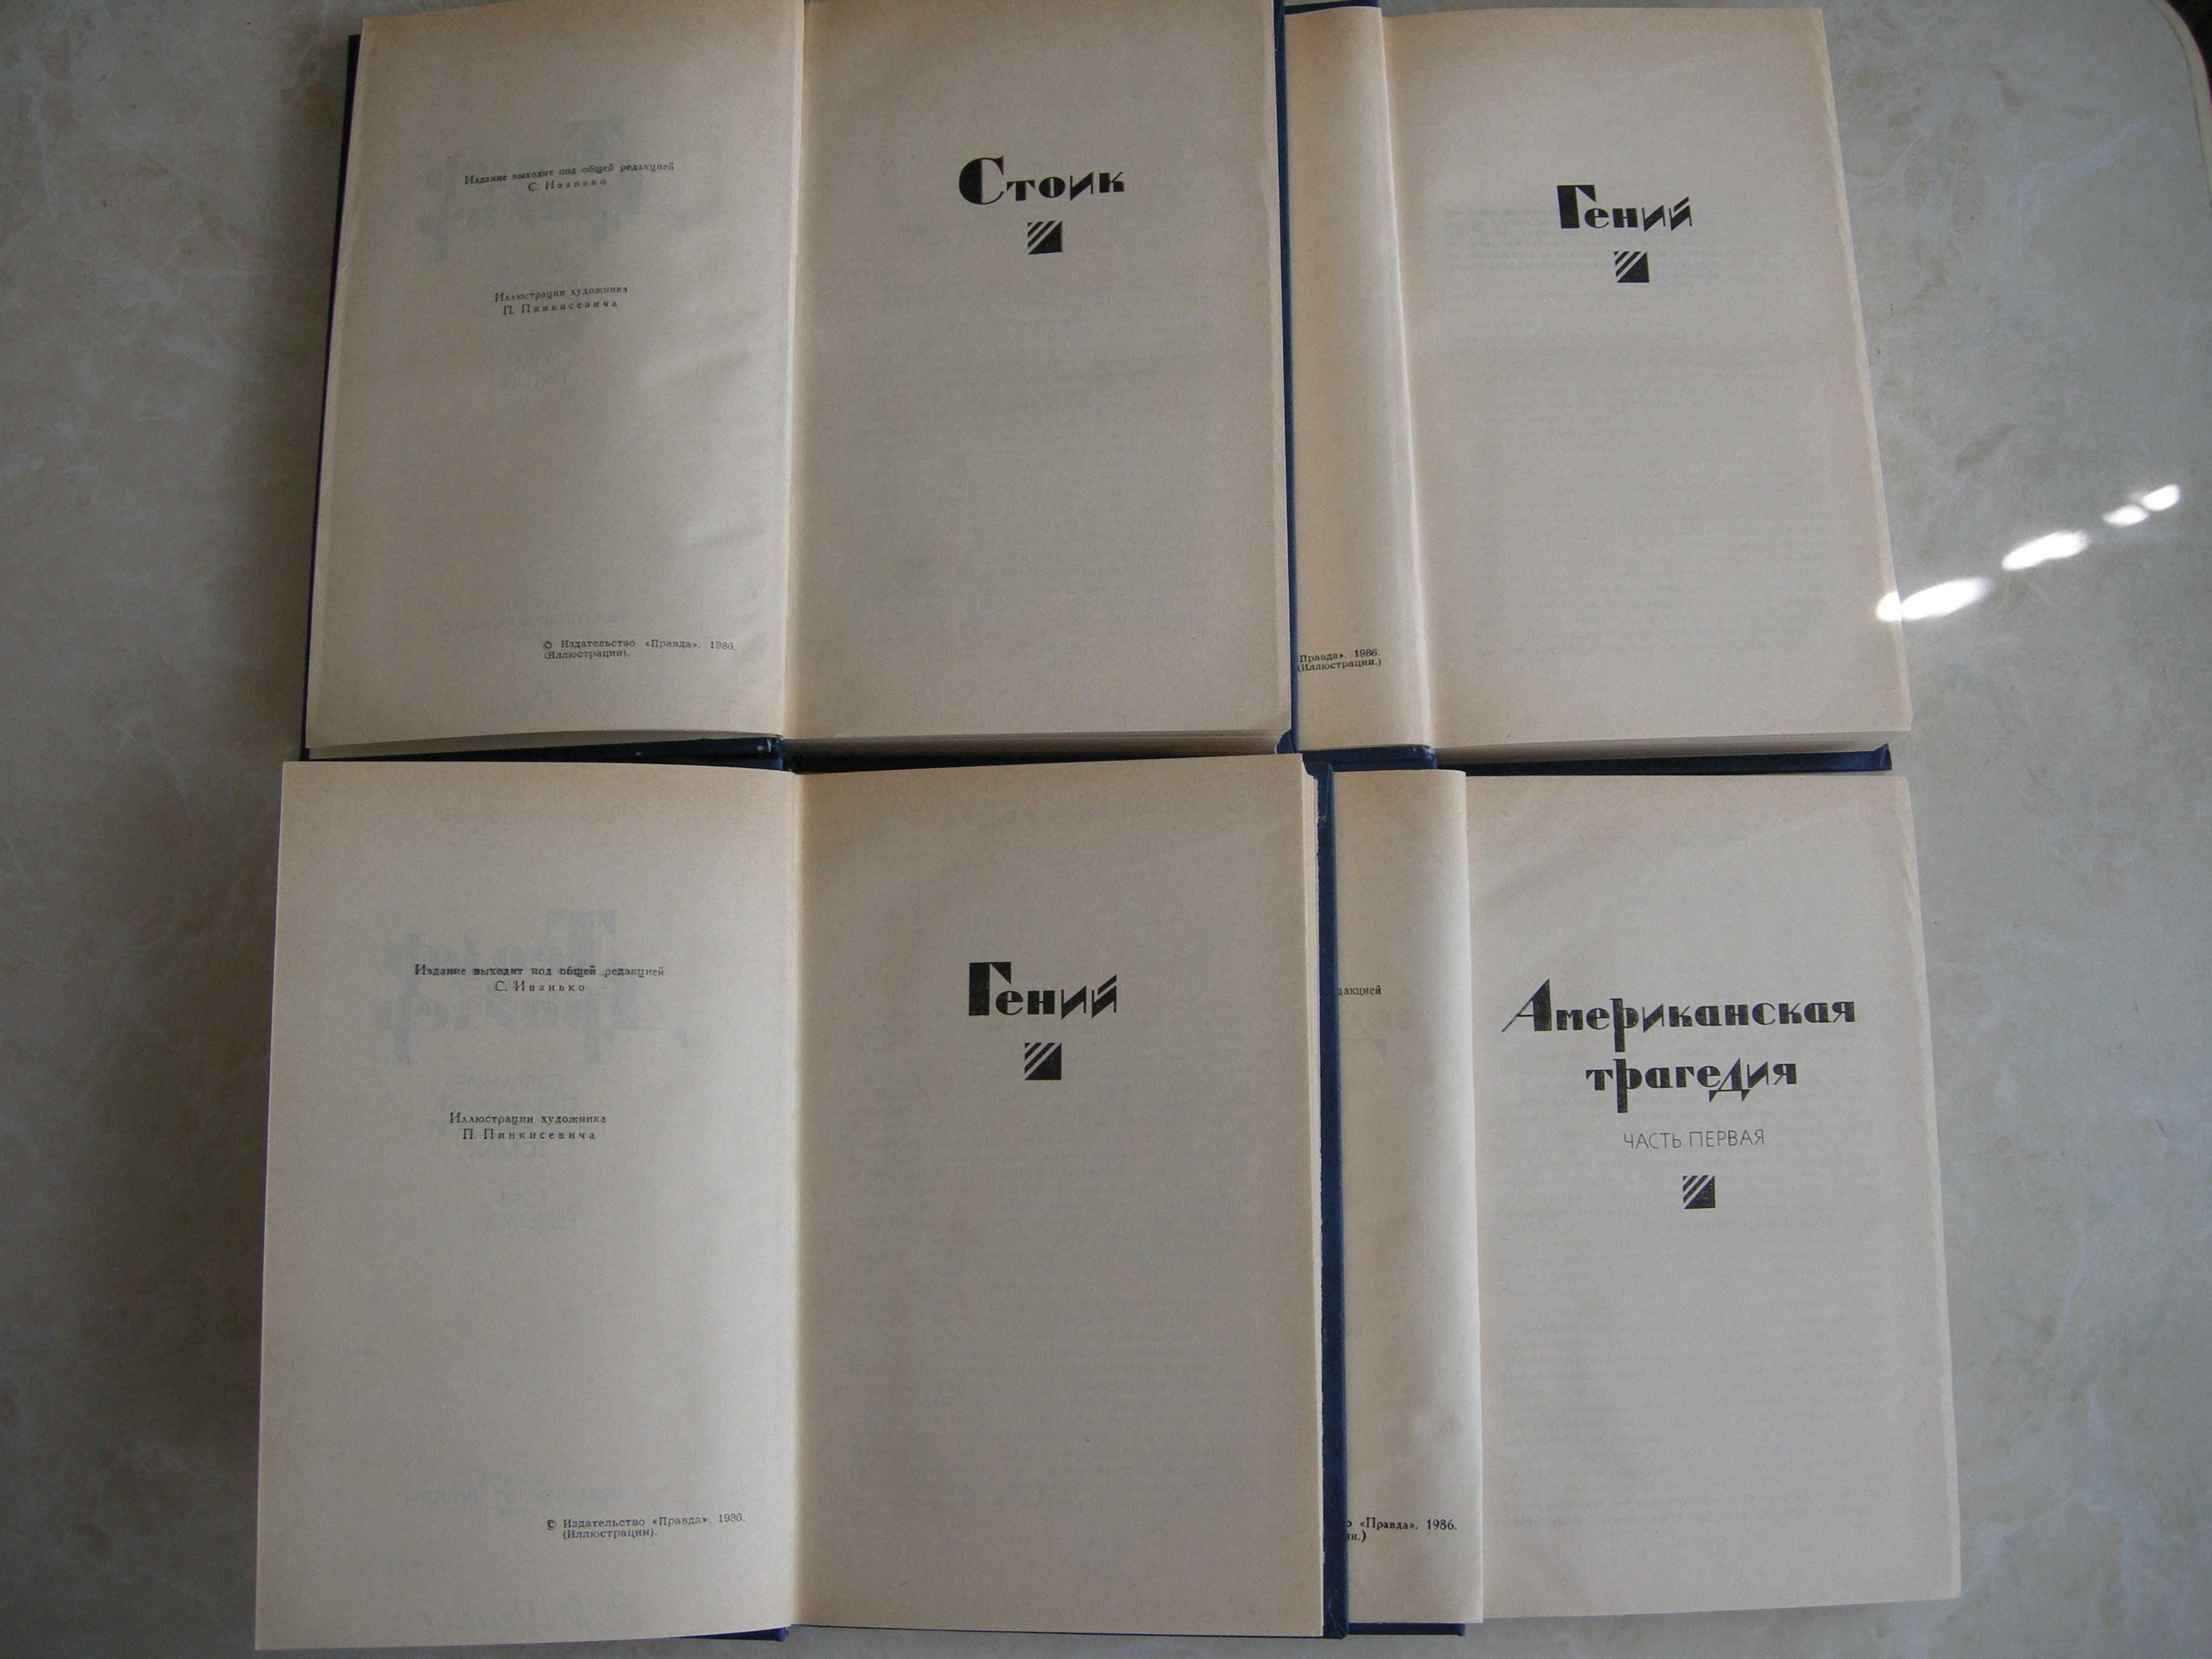 Издание выходит под общей редакцией
С. Иванько
Иллюстрации художника
П. Пинкисевича
© Издательство «Правда». 1986.
(Иллюстрации).
Стоик
Правда». 1986.
(Иллюстрации.)
Гений
Издание выходит под общей редакцией
С. Иванько
Иллюстрации художника
П. Пинкисевича
© Издательство «Правда». 1986.
(Иллюстрации).
Гений
дакцией
«Правда». 1986.
Американская
трагедия
ЧАСТЬ ПЕРВАЯ